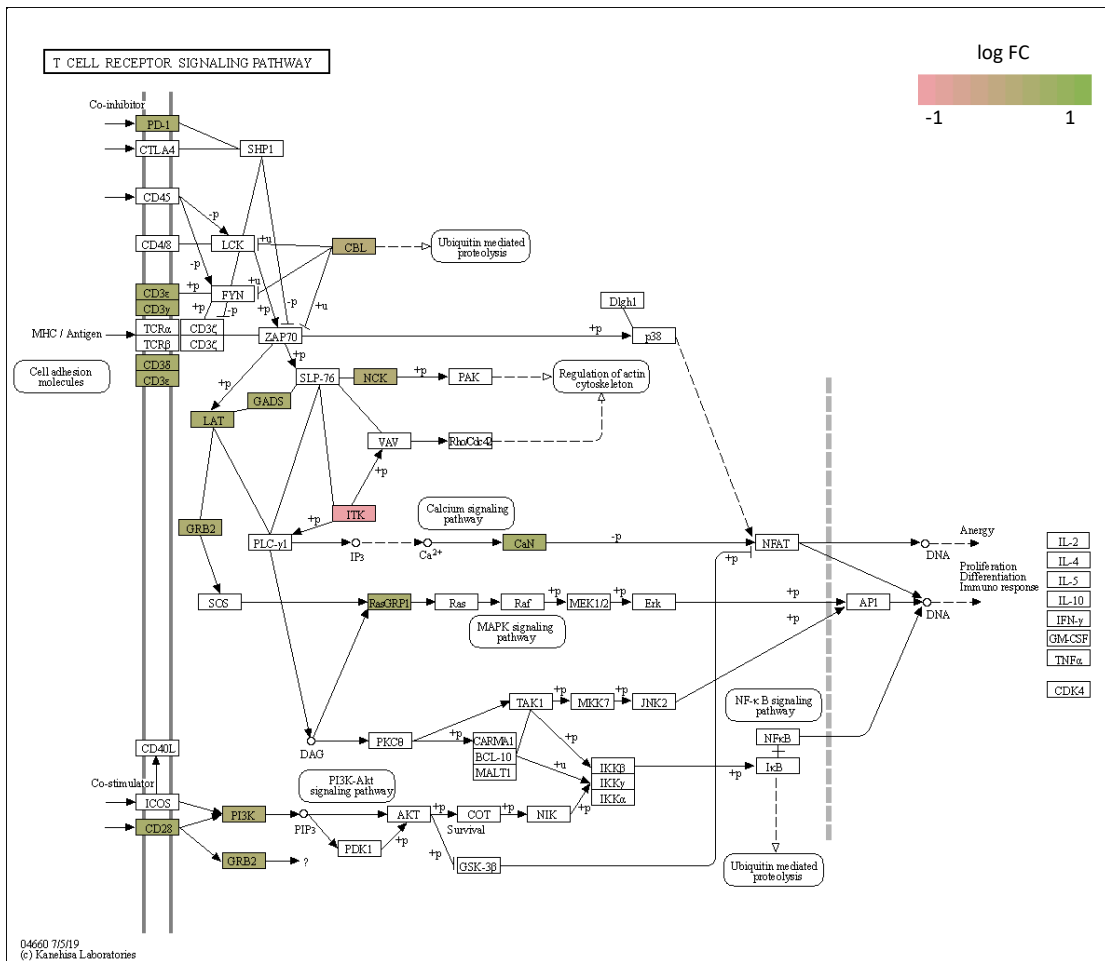 T CELL RECEPTOR SIGNALING PATHWAY
log FC
-1
1
Co-inhibitor
PD-1
CTLA4
SHP1
CD45
-p
CD4/8
LCK
+u
CBL
Ubiquitin mediated
proteolysis
-p
CD3ε
+p
FYN
+u
CD3γ
+p
-p
+p
-p
+u
Dlgh1
MHC / Antigen
TCRα
CD3ζ
TCRβ
CD3ζ
ZAP70
+p
p38
Cell adhesion
molecules
CD3δ
CD3ε
+p
+p
SLP-76
NCK
+p
PAK
Regulation of actin
cytoskeleton
GADS
LAT
VAV
Rho/Cdc42
+p
ITK
+p
Calcium signaling
pathway
GRB2
PLC-γ1
IP3
Ca2+
CaN
-p
NFAT
+p
DNA
Anergy
Proliferation
Differentiation
Immuno response
IL-2
IL-4
IL-5
IL-10
IFN-γ
GM-CSF
TNFα
CDK4
SOS
RasGRP1
Ras
Raf
+p
MEK1/2
+p
Erk
+p
+p
AP1
DNA
MAPK signaling
pathway
TAK1
+p
MKK7
+p
JNK2
NF-κB signaling
pathway
DAG
PKCθ
+p
CARMA1
BCL-10
MALT1
+p
+u
IKKβ
IKKγ
IKKα
+p
NFκB
IκB
CD40L
Co-stimulator
ICOS
CD28
PI3K-Akt
signaling pathway
PI3K
PIP3
AKT
+p
COT
+p
NIK
+p
Survival
PDK1
+p
GRB2
?
+p
GSK-3β
Ubiquitin mediated
proteolysis
04660 7/5/19
(c) Kanehisa Laboratories